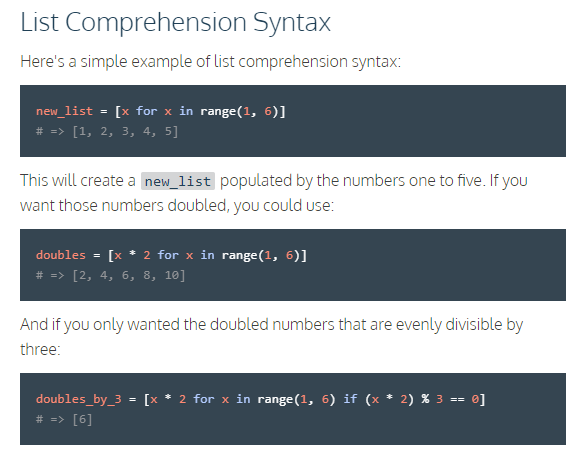 List Comprehension Syntax
Here's a simple example of list comprehension syntax:
new_list = [x for x in range(1, 6)]
# => [1, 2, 3, 4, 5]
This will create a new_list populated by the numbers one to five. If you
want those numbers doubled, you could use:
doubles = [x * 2 for x in range(1, 6)]
# => [2, 4, 6, 8, 10]
And if you only wanted the doubled numbers that are evenly divisible by
three:
doubles_by_3 = [x * 2 for x in range(1, 6) if (x * 2) % 3 == 0]
# => [6]